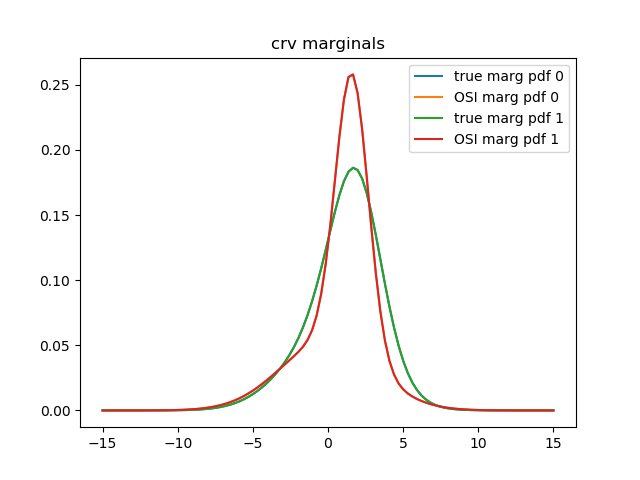 crv marginals
true marg pdf 0
OSI marg pdf 0
true marg pdf 1
OSI marg pdf 1
0.25
0.20
0.15
0.10
0.05
0.00
−15
−10
−5
0
5
10
15